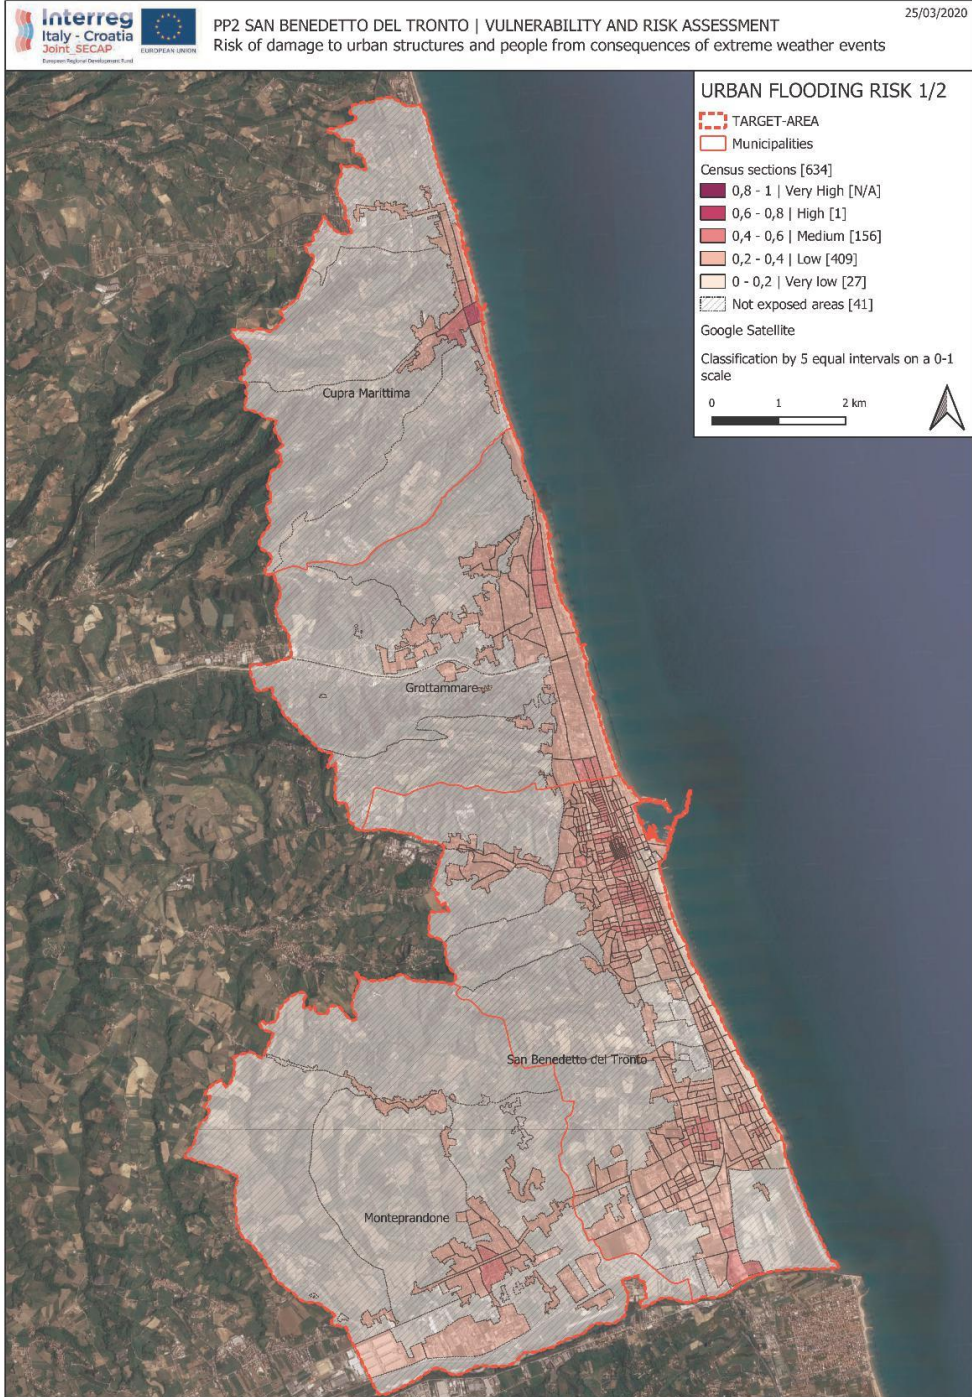 25/03/2020
Interreg
Italy - Croatia
Joint_SECAP
European Regional Development Fund
EUROPEAN UNION
PP2 SAN BENEDETTO DEL TRONTO | VULNERABILITY AND RISK ASSESSMENT
Risk of damage to urban structures and people from consequences of extreme weather events
URBAN FLOODING RISK 1/2
TARGET-AREA
Municipalities
Census sections [634]
0,8 - 1 | Very High [N/A]
0,6 - 0,8 | High [1]
0,4 - 0,6 | Medium [156]
0,2 - 0,4 | Low [409]
0 - 0,2 | Very low [27]
Not exposed areas [41]
Google Satellite
Classification by 5 equal intervals on a 0-1
scale
0 1 2 km
Cupra Marittima
Grottammare
San Benedetto del Tronto
Monteprandone